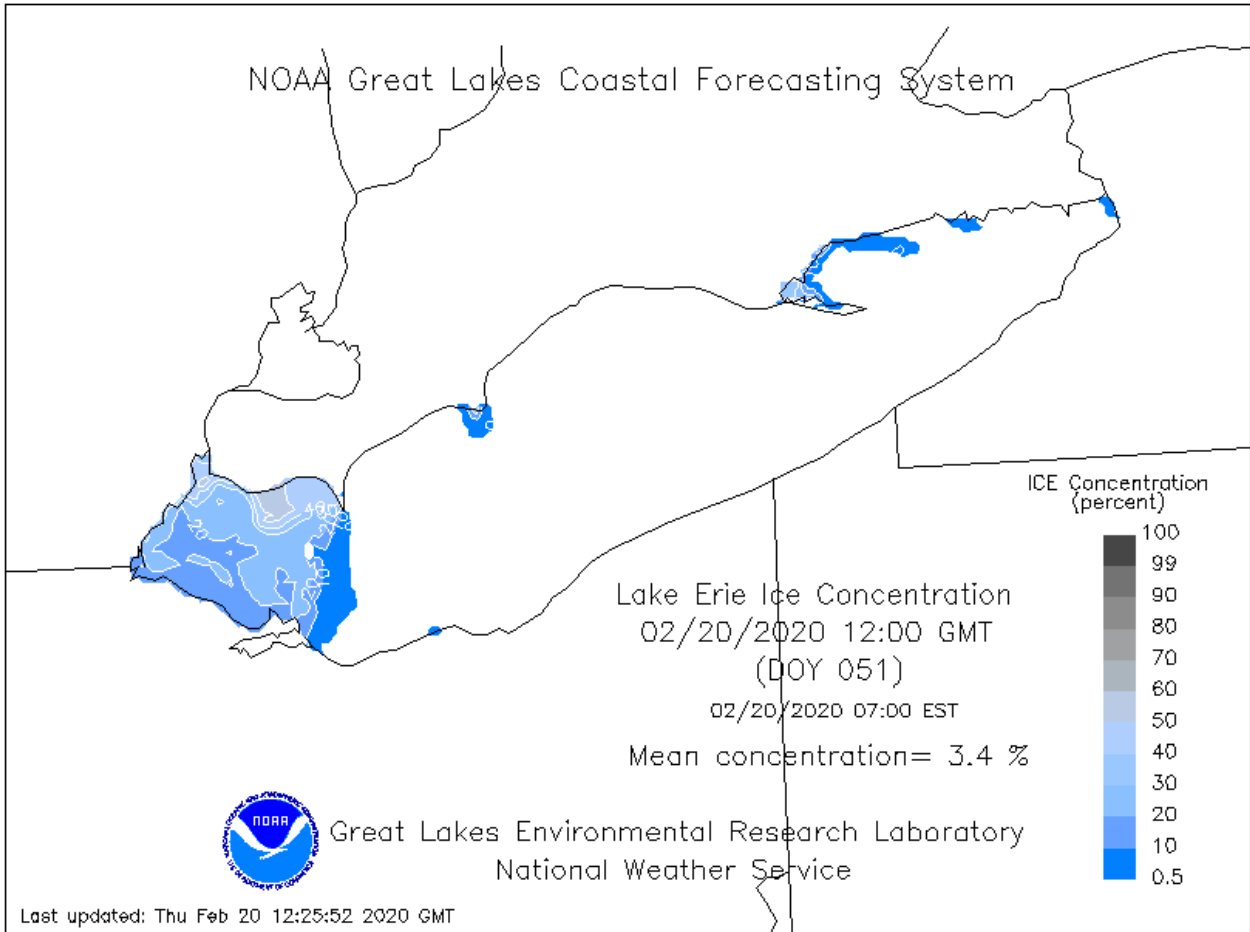 NOAA Great Lakes Coastal Forecasting System
ICE Concentration
(percent)
100
99
90
80
70
60
50
40
30
20
10
0.5
Lake Erie Ice Concentration
02/20/2020 12:00 GMT
(DOY 051)
02/20/2020 07:00 EST
Mean concentration= 3.4 %
NOAA
Great Lakes Environmental Research Laboratory
National Weather Service
Last updated: Thu Feb 20 12:25:52 2020 GMT